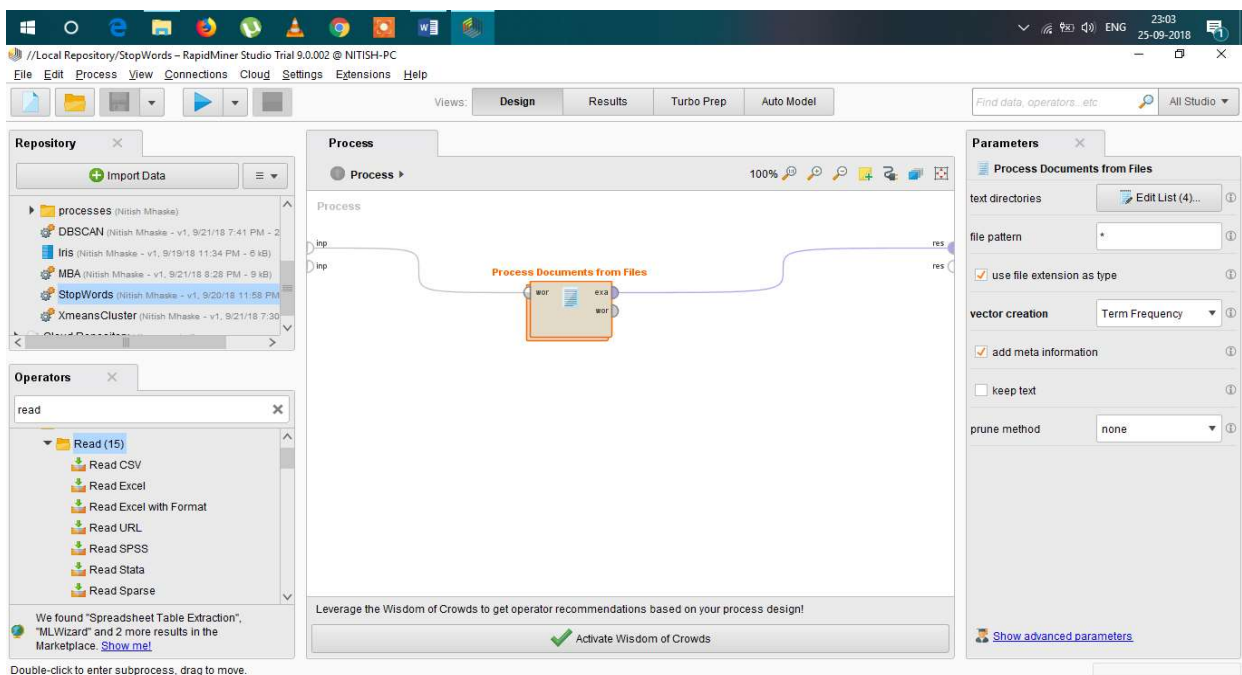 ENG
23:03
25-09-2018
//Local Repository/StopWords – RapidMiner Studio Trial 9.0.002 @ NITISH-PC
File Edit Process View Connections Cloud Settings Extensions Help
Views: Design Results Turbo Prep Auto Model
Find data, operators...etc
All Studio
Repository
Import Data
processes (Nitish Mhaske)
DBSCAN (Nitish Mhaske - v1, 9/21/18 7:41 PM - 2
Iris (Nitish Mhaske - v1, 9/19/18 11:34 PM - 6 kB)
MBA (Nitish Mhaske - v1, 9/21/18 8:28 PM - 9 kB)
StopWords (Nitish Mhaske - v1, 9/20/18 11:58 PM
XmeansCluster (Nitish Mhaske - v1, 9/21/18 7:30
Operators
read
Read (15)
Read CSV
Read Excel
Read Excel with Format
Read URL
Read SPSS
Read Stata
Read Sparse
We found "Spreadsheet Table Extraction",
"MLWizard" and 2 more results in the
Marketplace. Show me!
Process
Process
100%
Process
inp
inp
res
res
Process Documents from Files
wor
exa
wor
Leverage the Wisdom of Crowds to get operator recommendations based on your process design!
Activate Wisdom of Crowds
Parameters
Process Documents from Files
text directories Edit List (4)...
file pattern *
use file extension as type
vector creation Term Frequency
add meta information
keep text
prune method none
Show advanced parameters
Double-click to enter subprocess, drag to move.